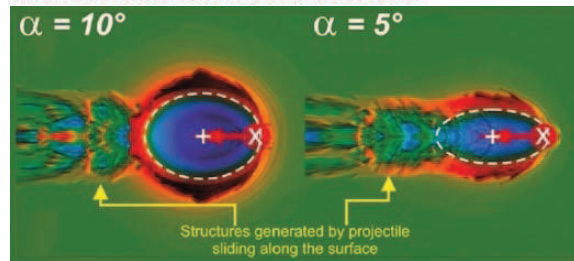 α = 10°
α = 5°
+ X
+ X
Structures generated by projectile
sliding along the surface